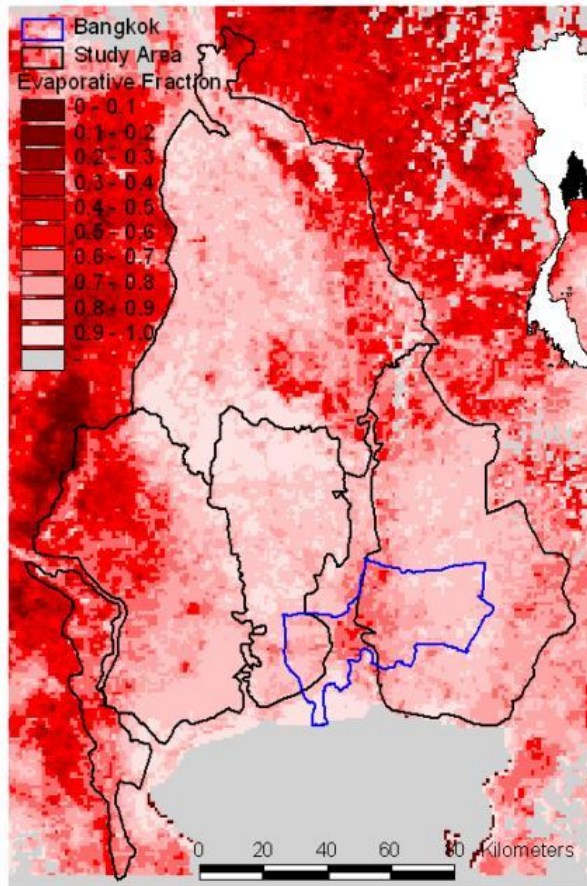 Bangkok
Study Area
Evaporative Fraction
0 - 0.1
0.1 - 0.2
0.2 - 0.3
0.3 - 0.4
0.4 - 0.5
0.5 - 0.6
0.6 - 0.7
0.7 - 0.8
0.8 - 0.9
0.9 - 1.0
-
0 20 40 60 80 Kilometers